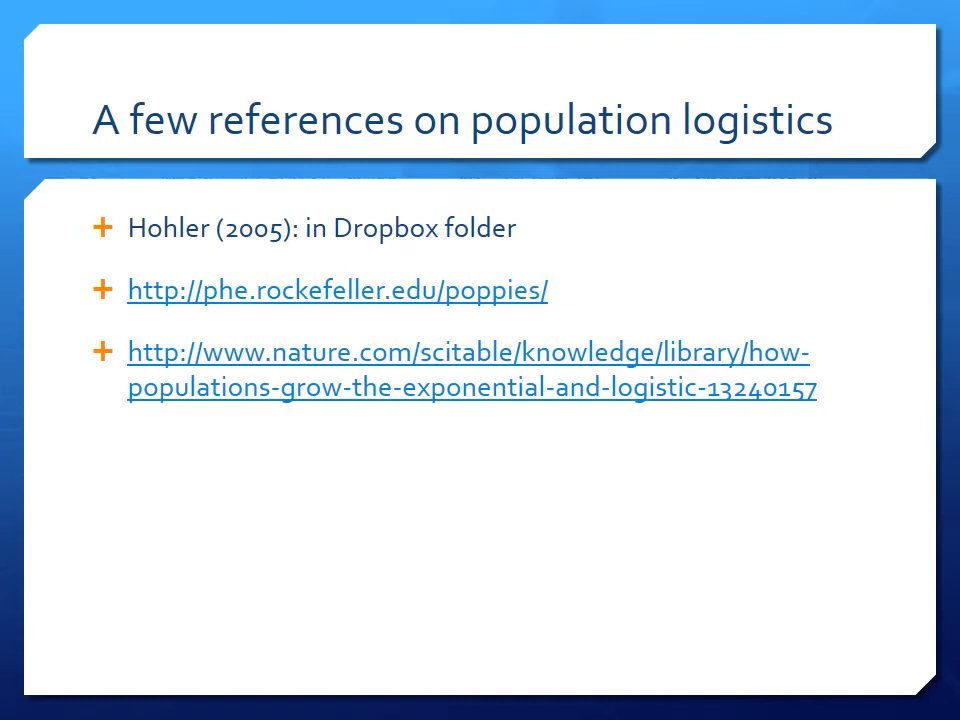 A few references on population logistics
Hohler (2005): in Dropbox folder
http://phe.rockefeller.edu/poppies/
http://www.nature.com/scitable/knowledge/library/how-
populations-grow-the-exponential-and-logistic-13240157